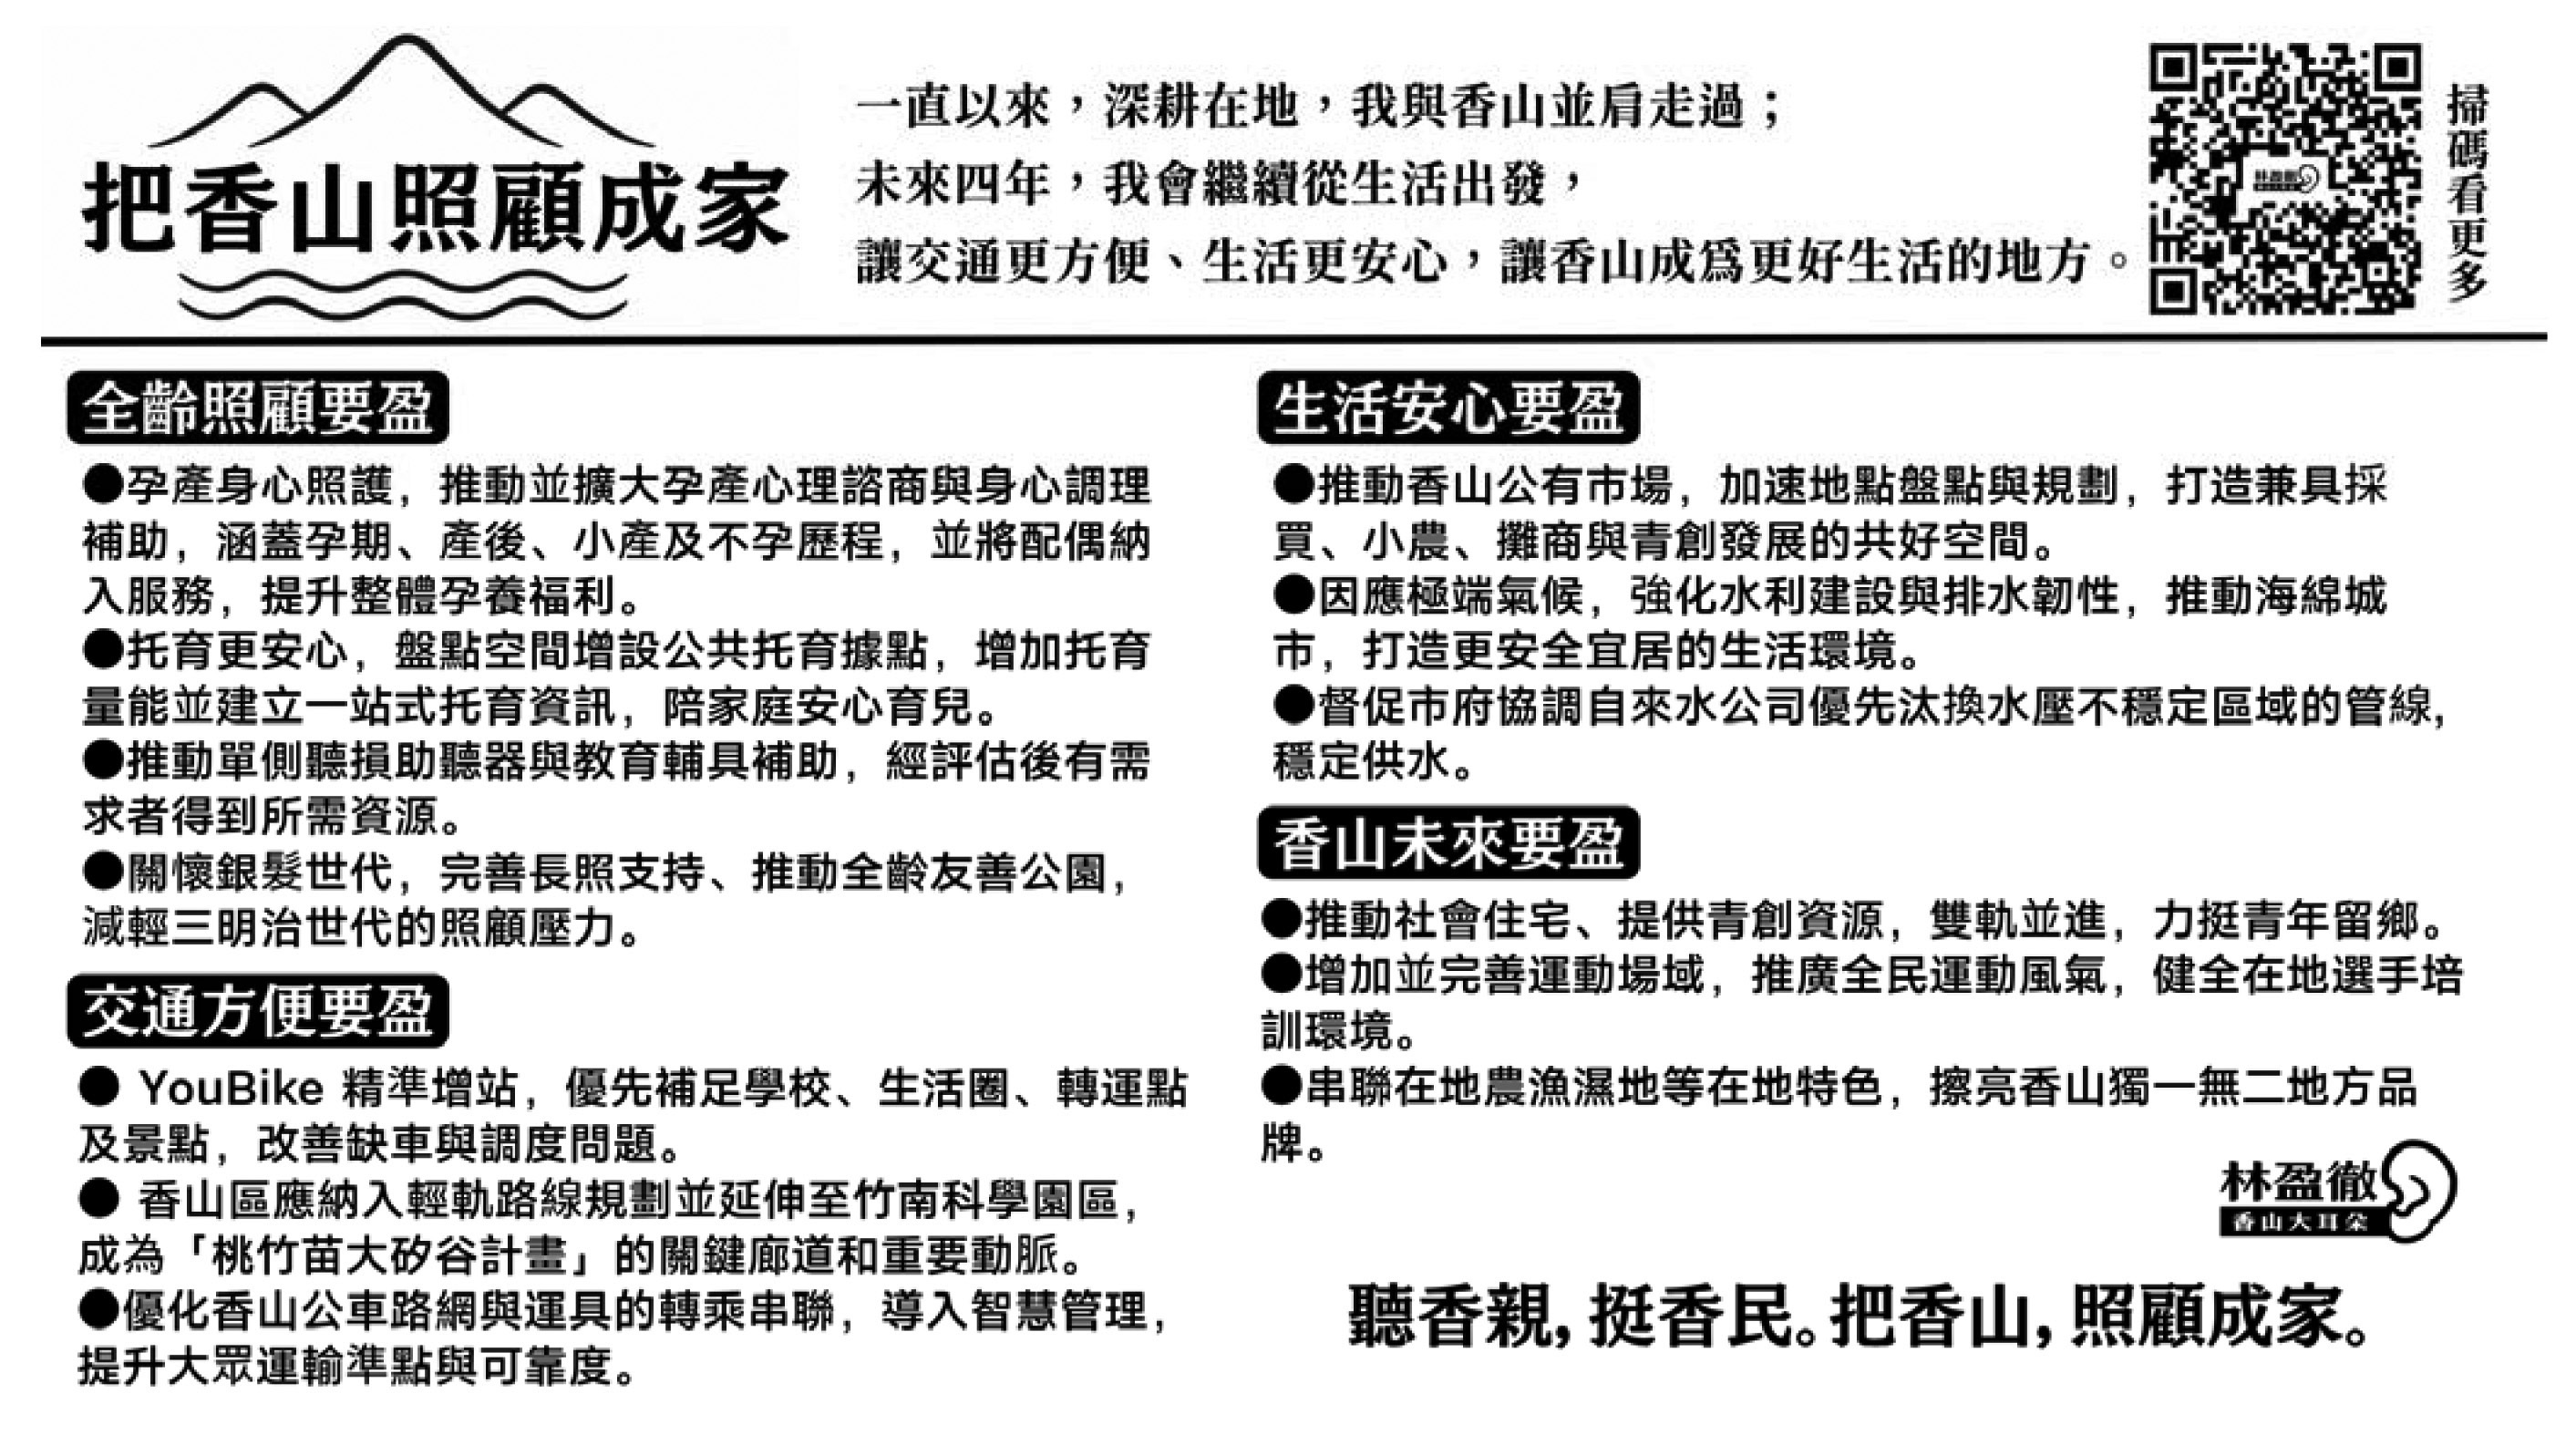 把香山照顧成家
一直以來，深耕在地，我與香山並肩走過；
未來四年，我會繼續從生活出發，
讓交通更方便、生活更安心，讓香山成爲更好生活的地方。
掃碼看更多
林盈徹
全齡照顧要盈
●孕產身心照護，推動並擴大孕產心理諮商與身心調理
補助，涵蓋孕期、產後、小產及不孕歷程，並將配偶納
入服務，提升整體孕養福利。
●托育更安心，盤點空間增設公共托育據點，增加托育
量能並建立一站式托育資訊，陪家庭安心育兒。
●推動單側聽損助聽器與教育輔具補助，經評估後有需
求者得到所需資源。
●關懷銀髮世代，完善長照支持、推動全齡友善公園，
減輕三明治世代的照顧壓力。
交通方便要盈
● YouBike 精準增站，優先補足學校、生活圈、轉運點
及景點，改善缺車與調度問題。
● 香山區應納入輕軌路線規劃並延伸至竹南科學園區，
成為「桃竹苗大矽谷計畫」的關鍵廊道和重要動脈。
●優化香山公車路網與運具的轉乘串聯，導入智慧管理，
提升大眾運輸準點與可靠度。
生活安心要盈
●推動香山公有市場，加速地點盤點與規劃，打造兼具採
買、小農、攤商與青創發展的共好空間。
●因應極端氣候，強化水利建設與排水韌性，推動海綿城
市，打造更安全宜居的生活環境。
●督促市府協調自來水公司優先汰換水壓不穩定區域的管線，
穩定供水。
香山未來要盈
●推動社會住宅、提供青創資源，雙軌並進，力挺青年留鄉。
●增加並完善運動場域，推廣全民運動風氣，健全在地選手培
訓環境。
●串聯在地農漁濕地等在地特色，擦亮香山獨一無二地方品
牌。
林盈徹
香山大耳朵
聽香親，挺香民。把香山，照顧成家。